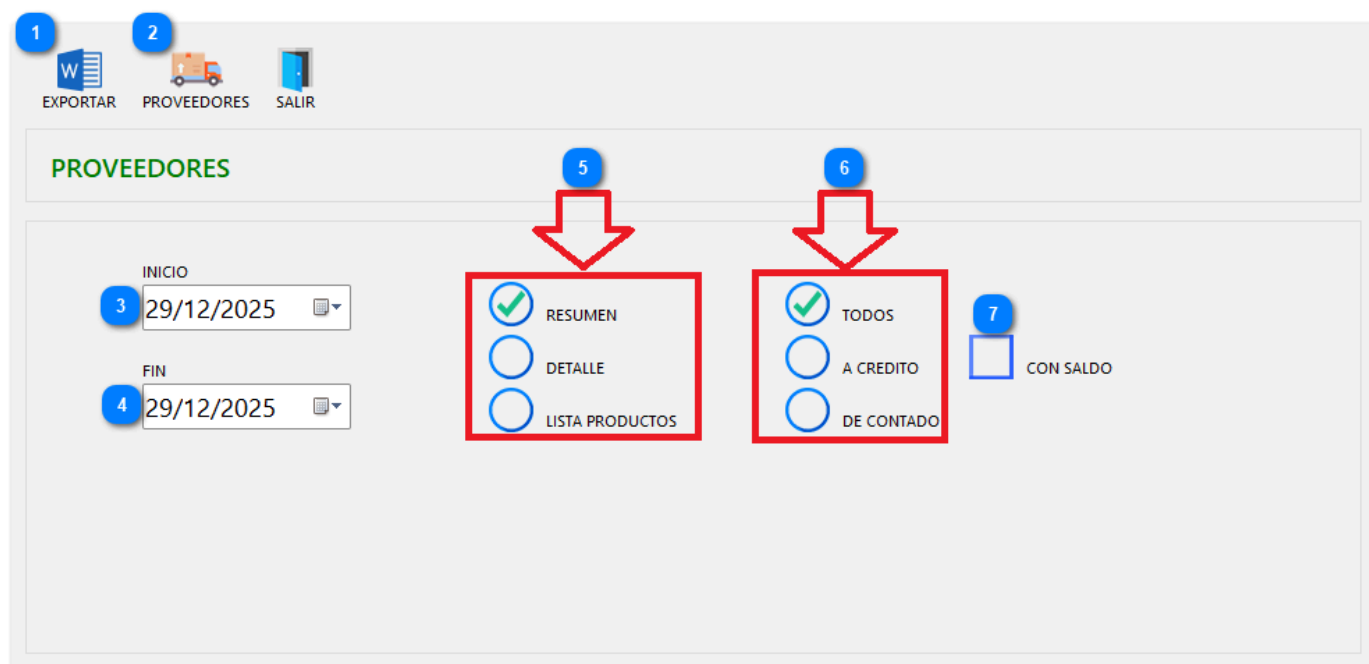 1
2
W
EXPORTAR
PROVEEDORES
SALIR
PROVEEDORES
5
6
INICIO
3
29/12/2025
FIN
4
29/12/2025
RESUMEN
DETALLE
LISTA PRODUCTOS
TODOS
A CREDITO
DE CONTADO
7
CON SALDO